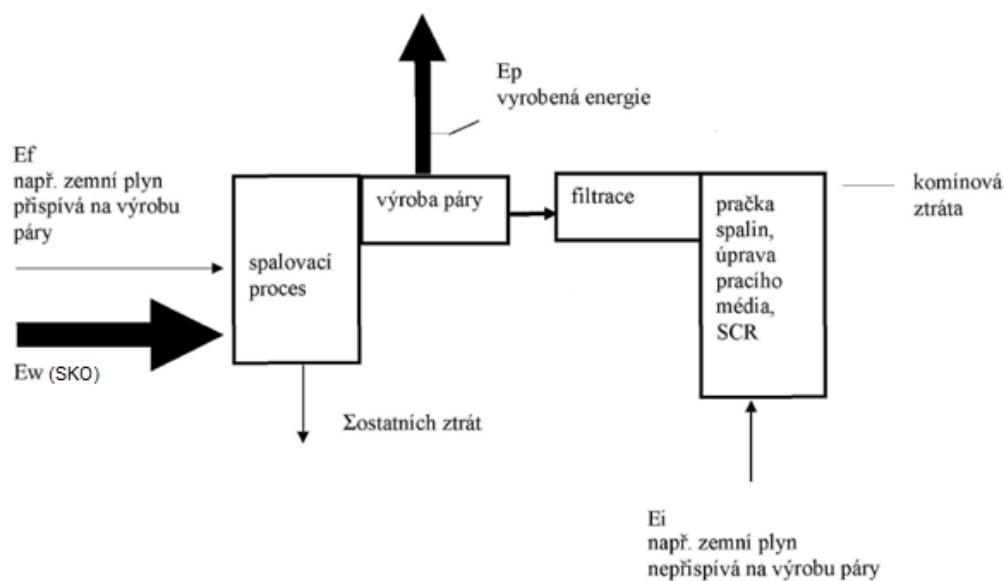 Ep
vyrobená energie
Ef
např. zemní plyn
přispívá na výrobu
páry
výroba páry
filtrace
pračka
spalin,
úprava
pracího
média,
SCR
komínová
ztráta
spalovací
proces
Ew (SKO)
Σostatních ztrát
Ei
např. zemní plyn
nepřispívá na výrobu páry